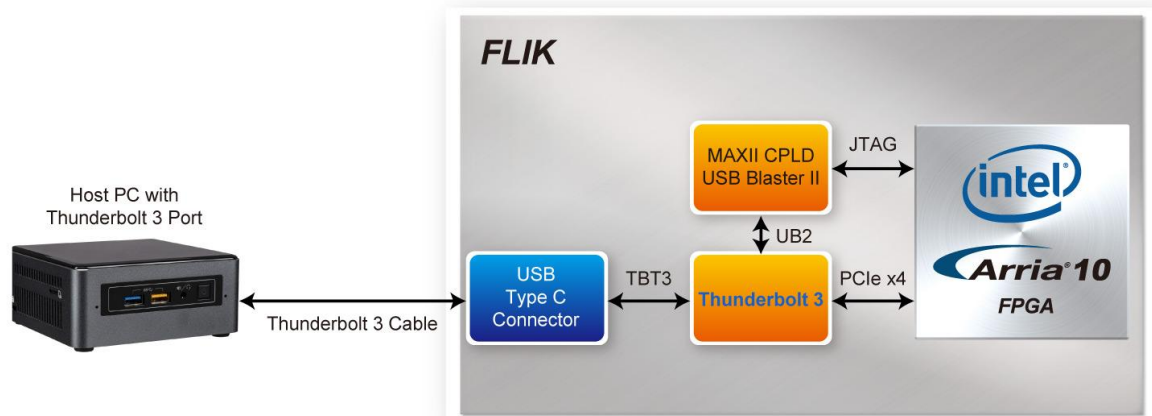 FLIK
Host PC with
Thunderbolt 3 Port
Thunderbolt 3 Cable
USB
Type C
Connector
TBT3
MAXII CPLD
USB Blaster II
UB2
Thunderbolt 3
JTAG
PCIe x4
intel
Arria® 10
FPGA